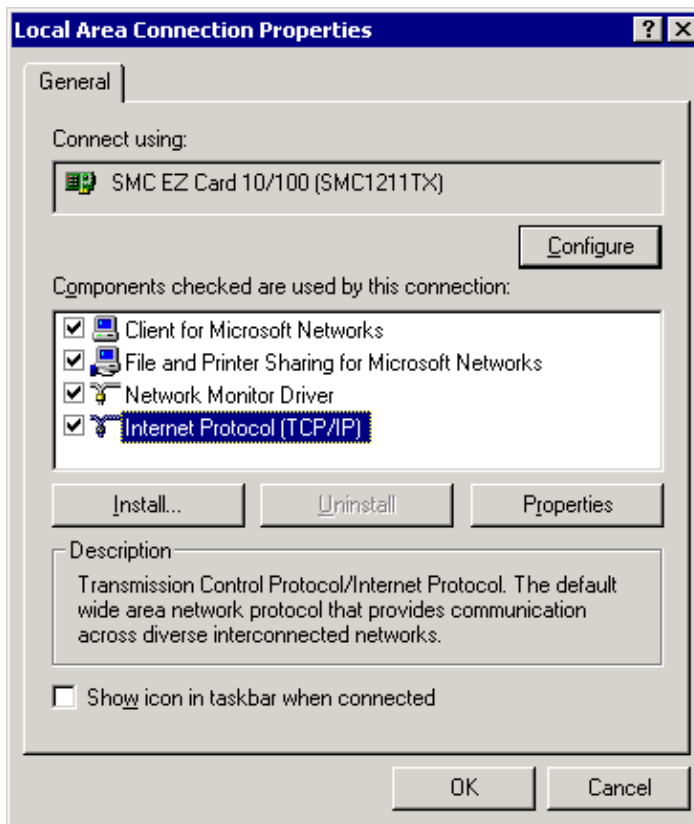 Local Area Connection Properties
General
Connect using:
SMC EZ Card 10/100 (SMC1211TX)
Configure
Components checked are used by this connection:
Client for Microsoft Networks
File and Printer Sharing for Microsoft Networks
Network Monitor Driver
Internet Protocol (TCP/IP)
Install... Uninstall Properties
Description
Transmission Control Protocol/Internet Protocol. The default
wide area network protocol that provides communication
across diverse interconnected networks.
Show icon in taskbar when connected
OK Cancel